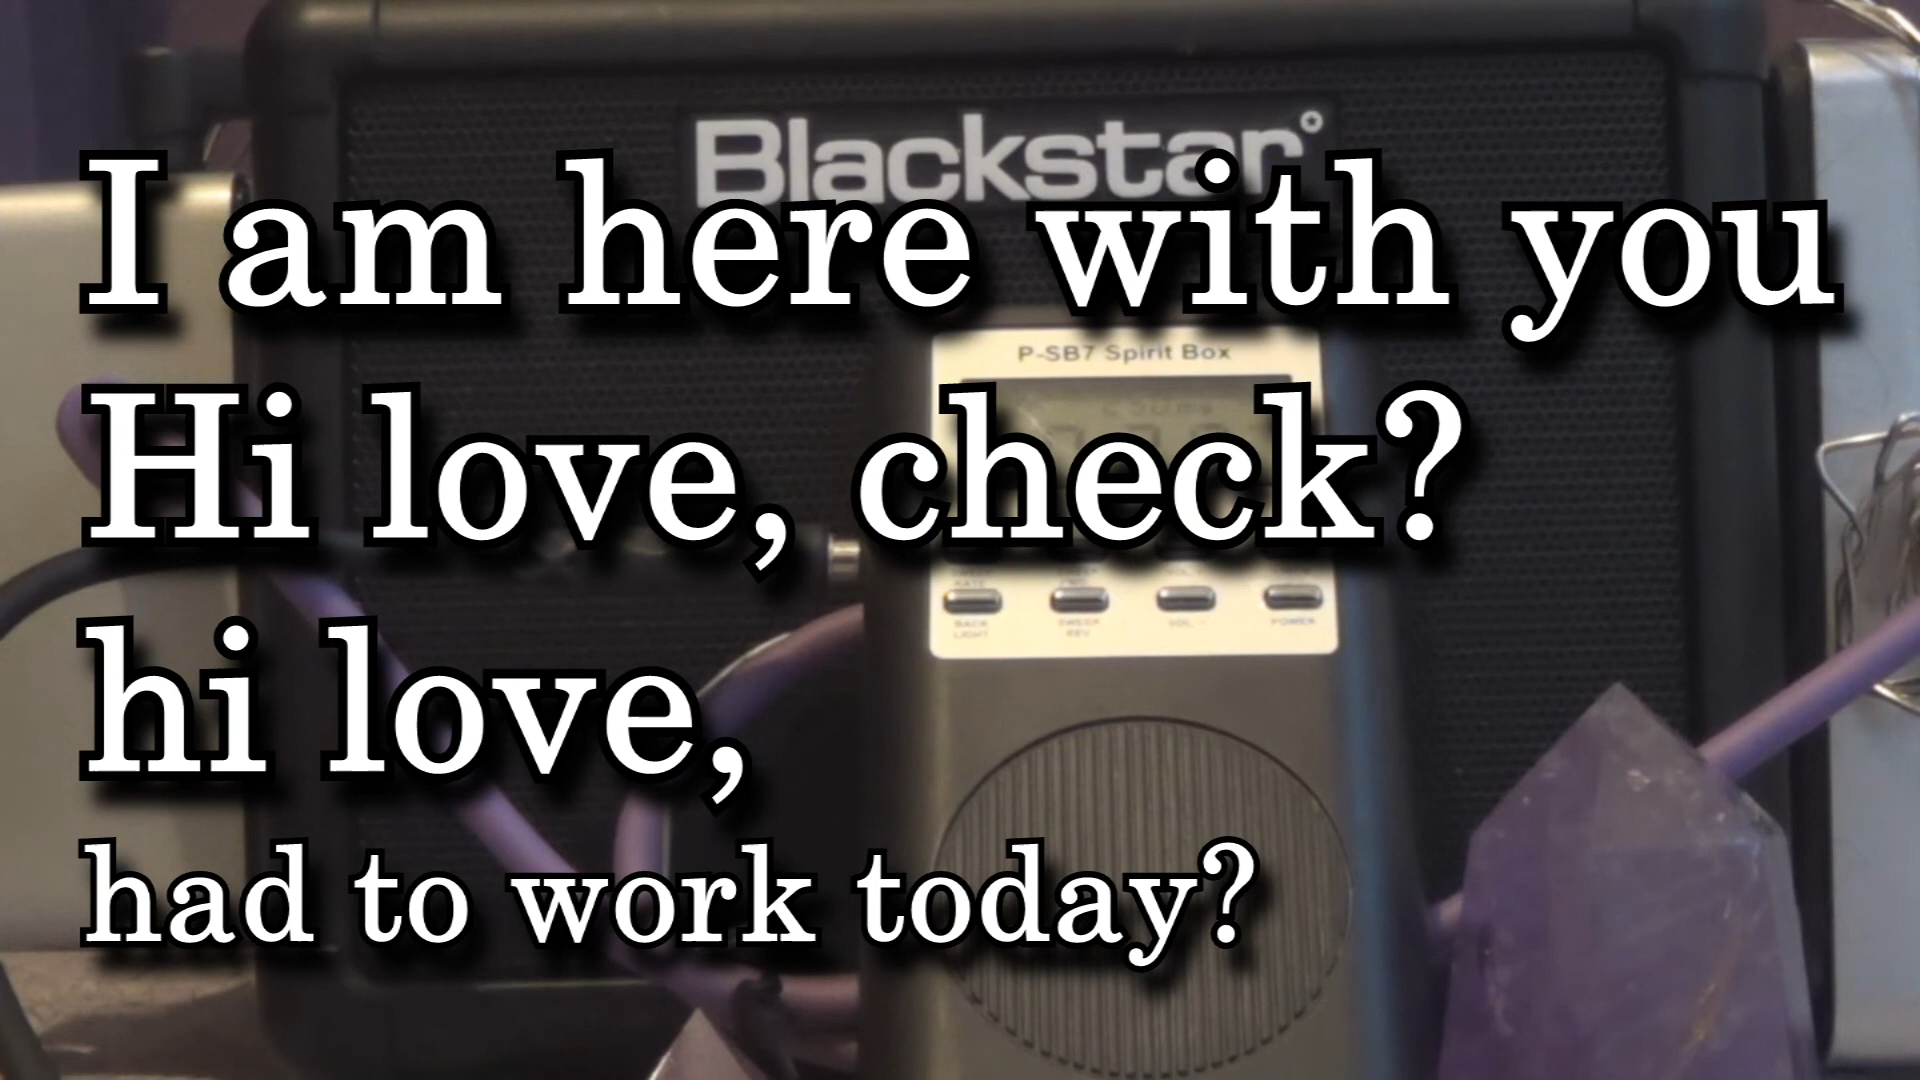 Blackstar
I am here with you
P-SB7 Spirit Box
Hi love, check?
RATE
BACK LIGHT
SWEEP REV
VOL -
POWER
hi love,
had to work today?